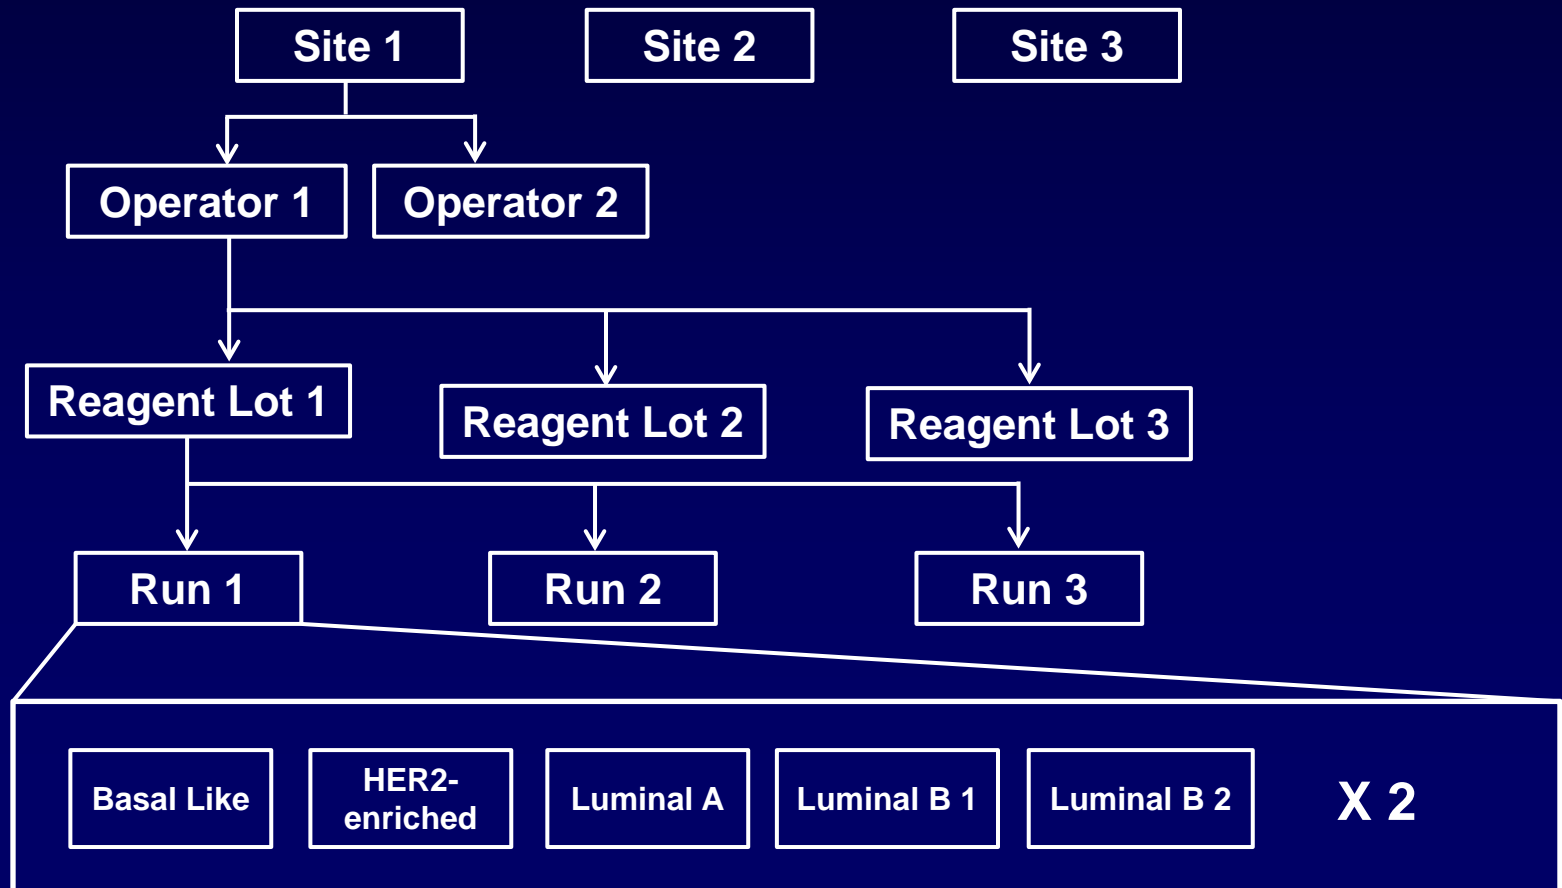 Site 1
Site 2
Site 3
Operator 1
Operator 2
Reagent Lot 1
Reagent Lot 2
Reagent Lot 3
Run 1
Run 2
Run 3
Basal Like
HER2-
enriched
Luminal A
Luminal B 1
Luminal B 2
X 2